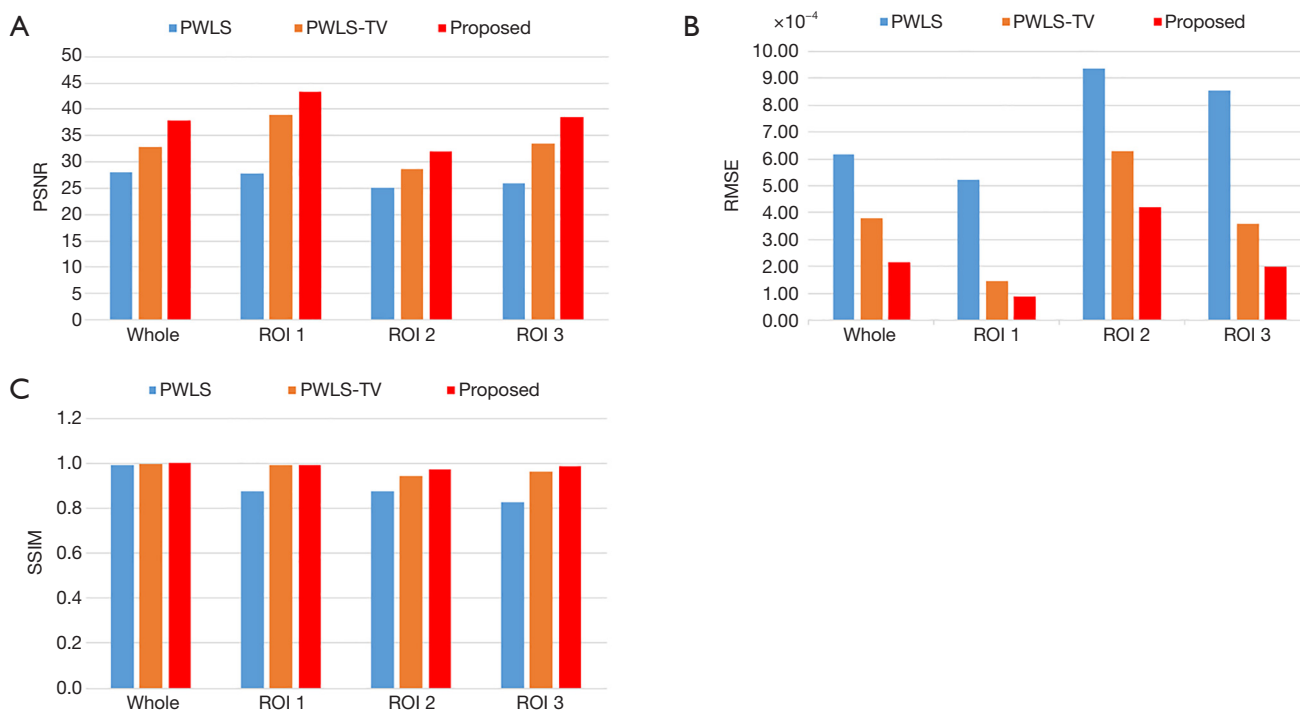 A
PWLS PWLS-TV Proposed
50
45
40
35
30
25
20
15
10
5
0
PSNR
Whole ROI 1 ROI 2 ROI 3
B
×10⁻⁴
PWLS PWLS-TV Proposed
10.00
9.00
8.00
7.00
6.00
5.00
4.00
3.00
2.00
1.00
0.00
RMSE
Whole ROI 1 ROI 2 ROI 3
C
PWLS PWLS-TV Proposed
1.2
1.0
0.8
0.6
0.4
0.2
0.0
SSIM
Whole ROI 1 ROI 2 ROI 3